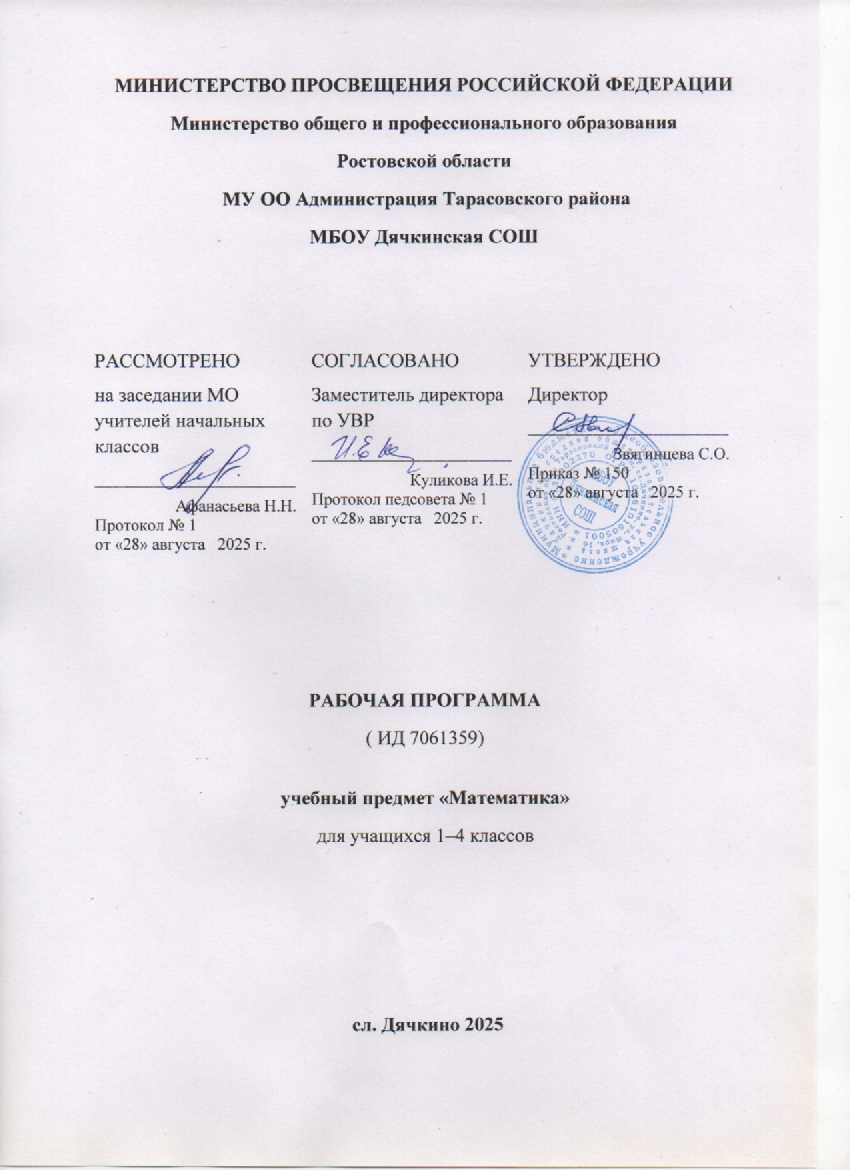 МИНИСТЕРСТВО ПРОСВЕЩЕНИЯ РОССИЙСКОЙ ФЕДЕРАЦИИ
Министерство общего и профессионального образования
Ростовской области
МУ ОО Администрация Тарасовского района
МБОУ Дячкинская СОШ
РАССМОТРЕНО
на заседании МО
учителей начальных
классов
Афанасьева Н.Н.
Протокол № 1
от «28» августа 2025 г.
СОГЛАСОВАНО
Заместитель директора
по УВР
Куликова И.Е.
Протокол педсовета № 1
от «28» августа 2025 г.
УТВЕРЖДЕНО
Директор
Звягинцева С.О.
Приказ № 150
от «28» августа 2025 г.
СОШ
РАБОЧАЯ ПРОГРАММА
( ИД 7061359)
учебный предмет «Математика»
для учащихся 1–4 классов
сл. Дячкино 2025